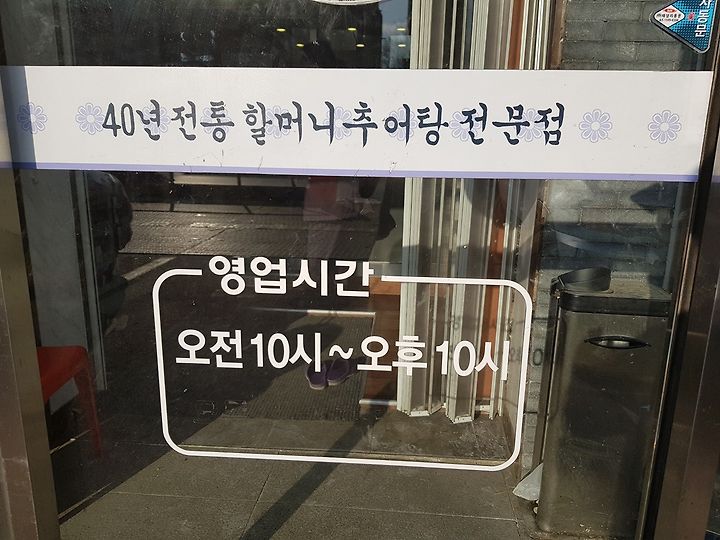 40년 전통 할머니 추어탕 전문점
영업시간
오전 10시 ~ 오후 10시